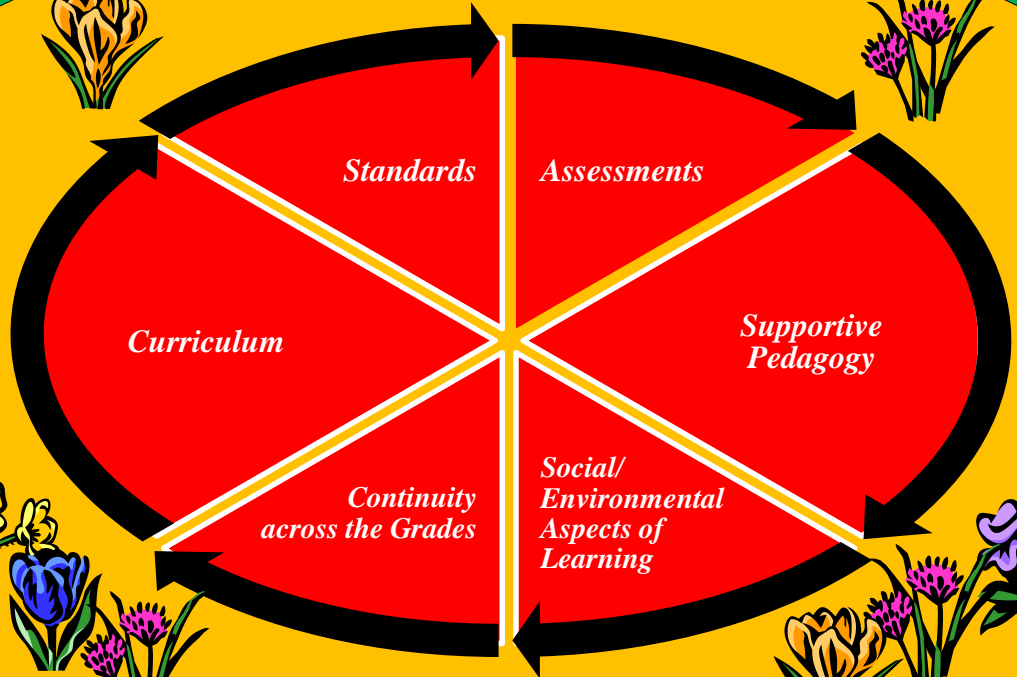 Standards
Assessments
Supportive
Pedagogy
Social/
Environmental
Aspects of
Learning
Continuity
across the Grades
Curriculum